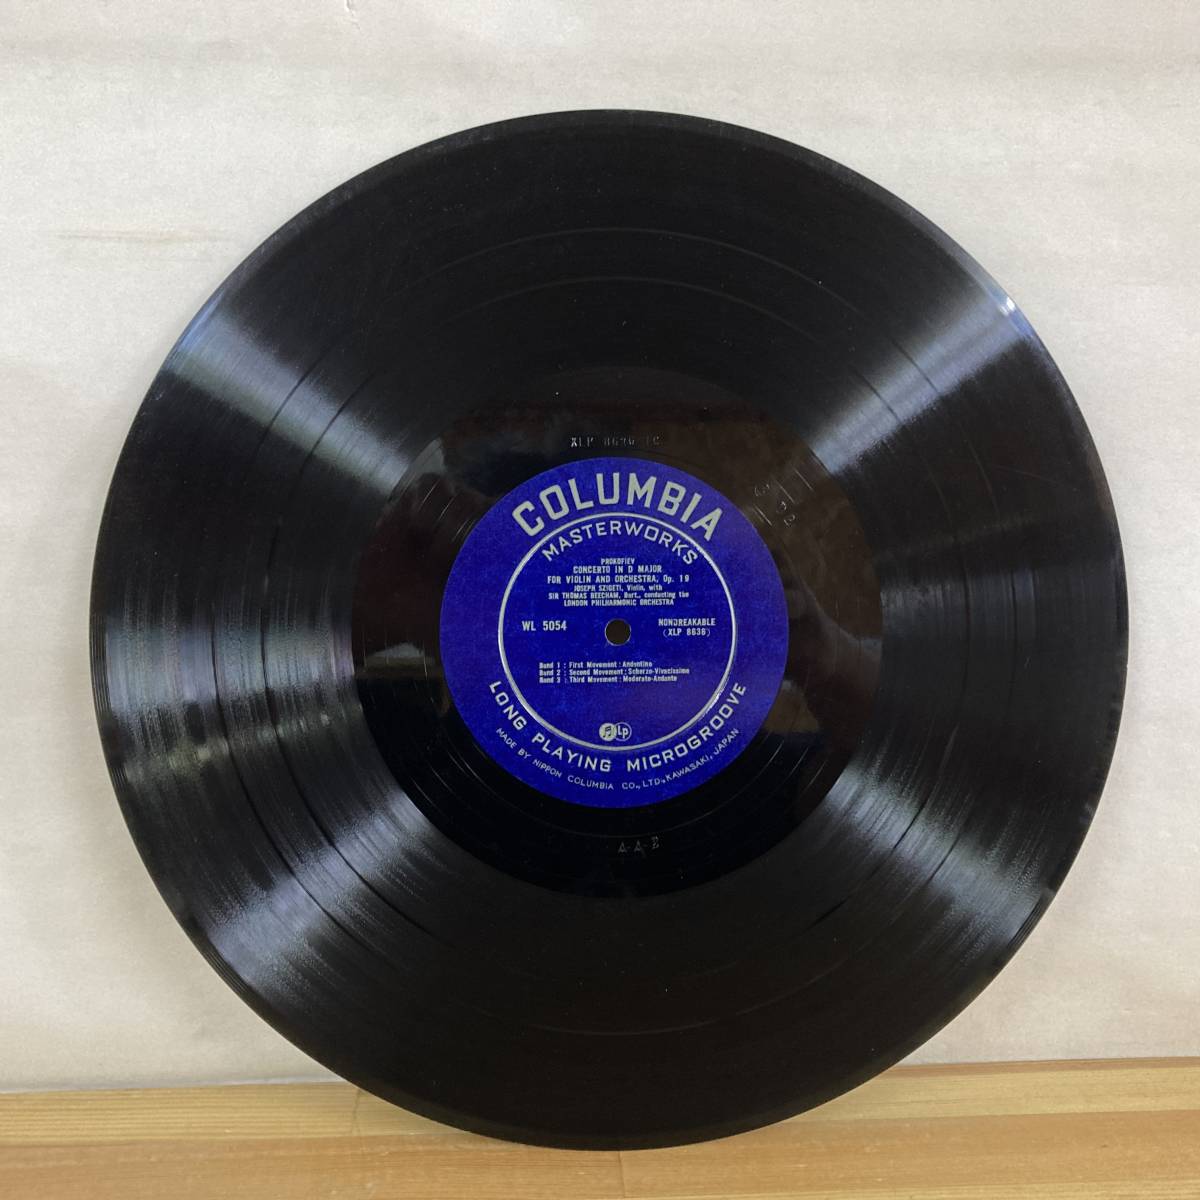 XLP 8636 1C
COLUMBIA
MASTERWORKS
PROKOFIEV
CONCERTO IN D MAJOR
FOR VIOLIN AND ORCHESTRA, Op. 19
JOSEPH SZIGETI, Violin, with
SIR THOMAS BEECHAM, Bart., conducting the
LONDON PHILHARMONIC ORCHESTRA
WL 5054
NONBREAKABLE
(XLP 8636)
Band 1 : First Movement : Andantino
Band 2 : Second Movement : Scherzo-Vivacissimo
Band 3 : Third Movement : Moderato-Andante
LP
LONG PLAYING MICROGROOVE
MADE BY NIPPON COLUMBIA CO., LTD., KAWASAKI, JAPAN
A-A-E